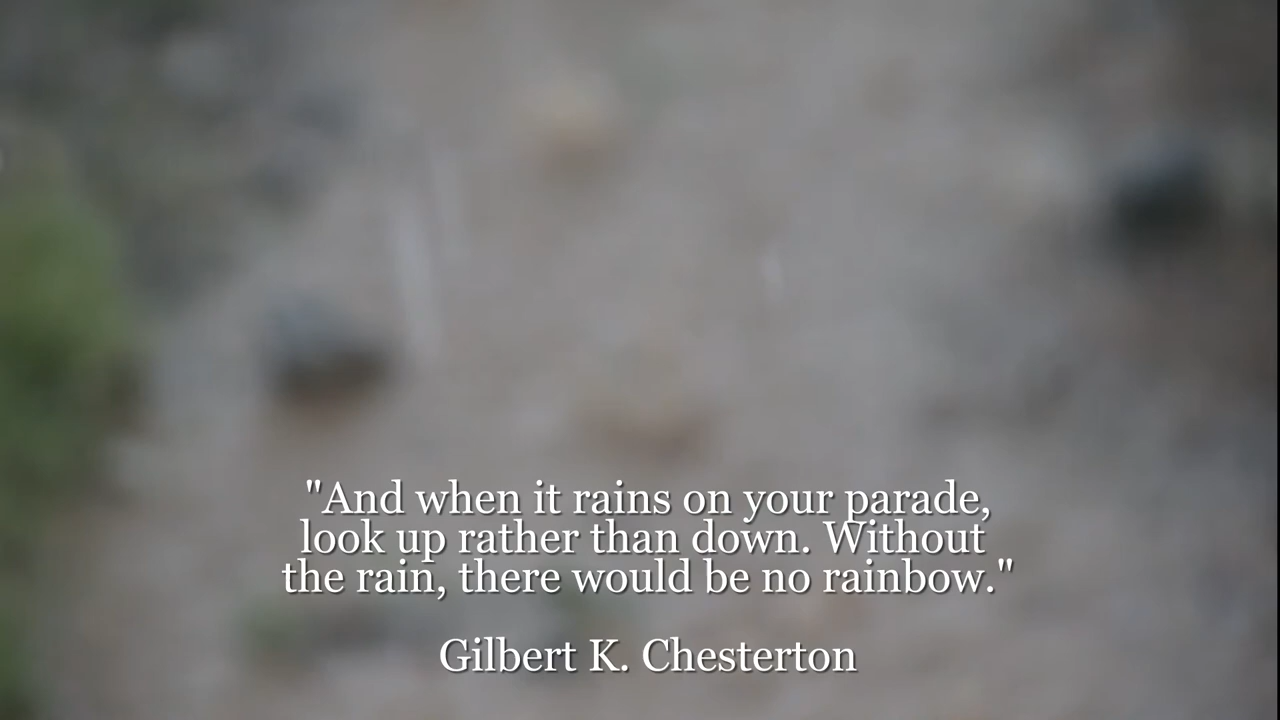 "And when it rains on your parade,
look up rather than down. Without
the rain, there would be no rainbow."
Gilbert K. Chesterton